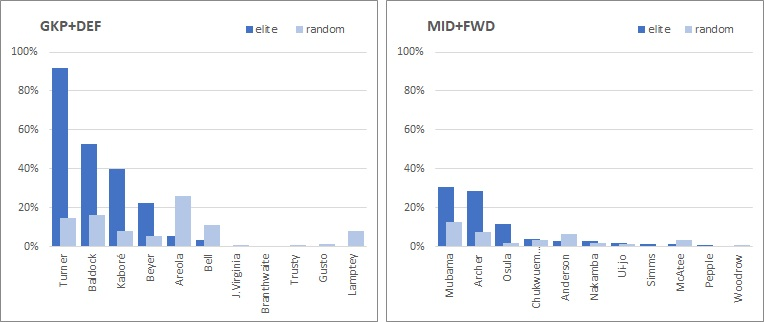 GKP+DEF
elite random
100%
80%
60%
40%
20%
0%
Turner
Baldock
Kaboré
Beyer
Areola
Bell
J.Virginia
Branthwaite
Trusty
Gusto
Lamptey
MID+FWD
elite random
100%
80%
60%
40%
20%
0%
Mubama
Archer
Osula
Chukwuem...
Anderson
Nakamba
Ui-jo
Simms
McAtee
Pepple
Woodrow